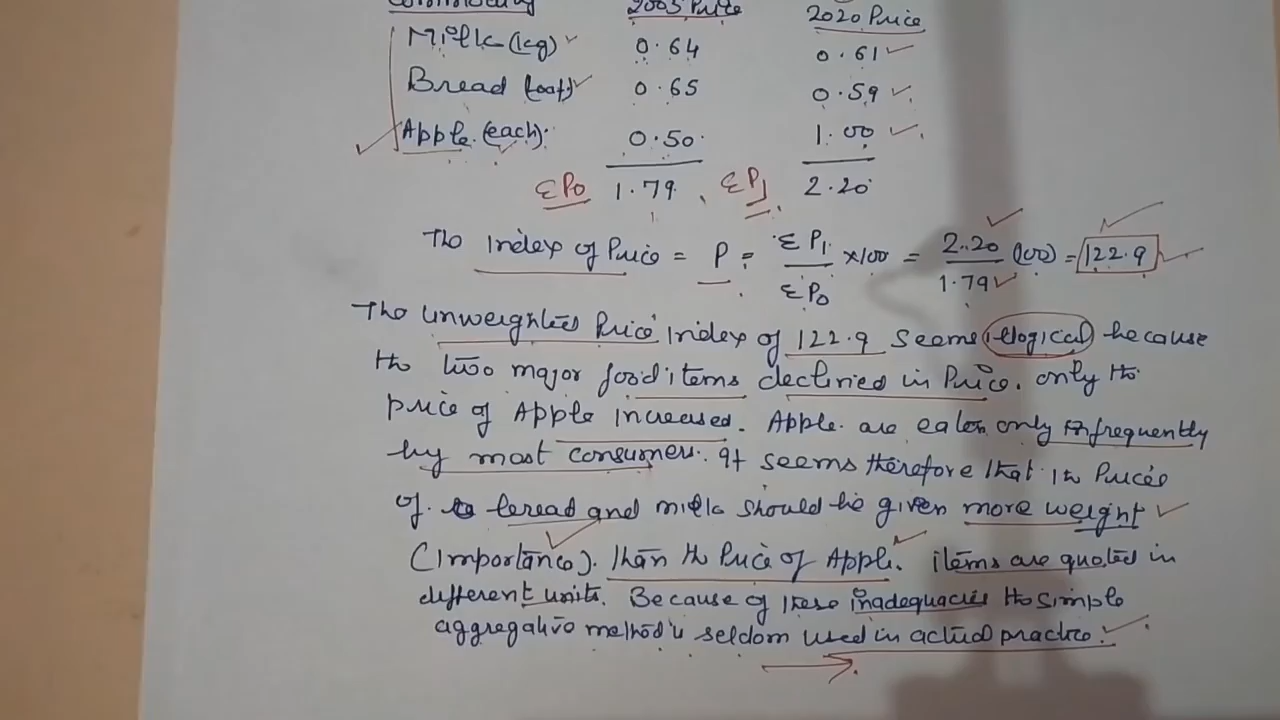 Commodity 2005 Price 2020 Price
Milk (kg) 0.64 0.61
Bread (loaf) 0.65 0.59
Apple (each) 0.50 1.00
ΣP0 1.79 ΣP1 2.20
The Index of Price = P = ΣP1 / ΣP0 x100 = 2.20 / 1.79 (100) = 122.9
The unweighted Price Index of 122.9 seems illogical because
the two major food items declined in Price. only the
price of Apple increased. Apple are eaten only infrequently
by most consumers. It seems therefore that the Prices
of bread and milk should be given more weight
(Importance). than the Price of Apple. items are quoted in
different units. Because of these inadequacies the simple
aggregative method is seldom used in actual practice.